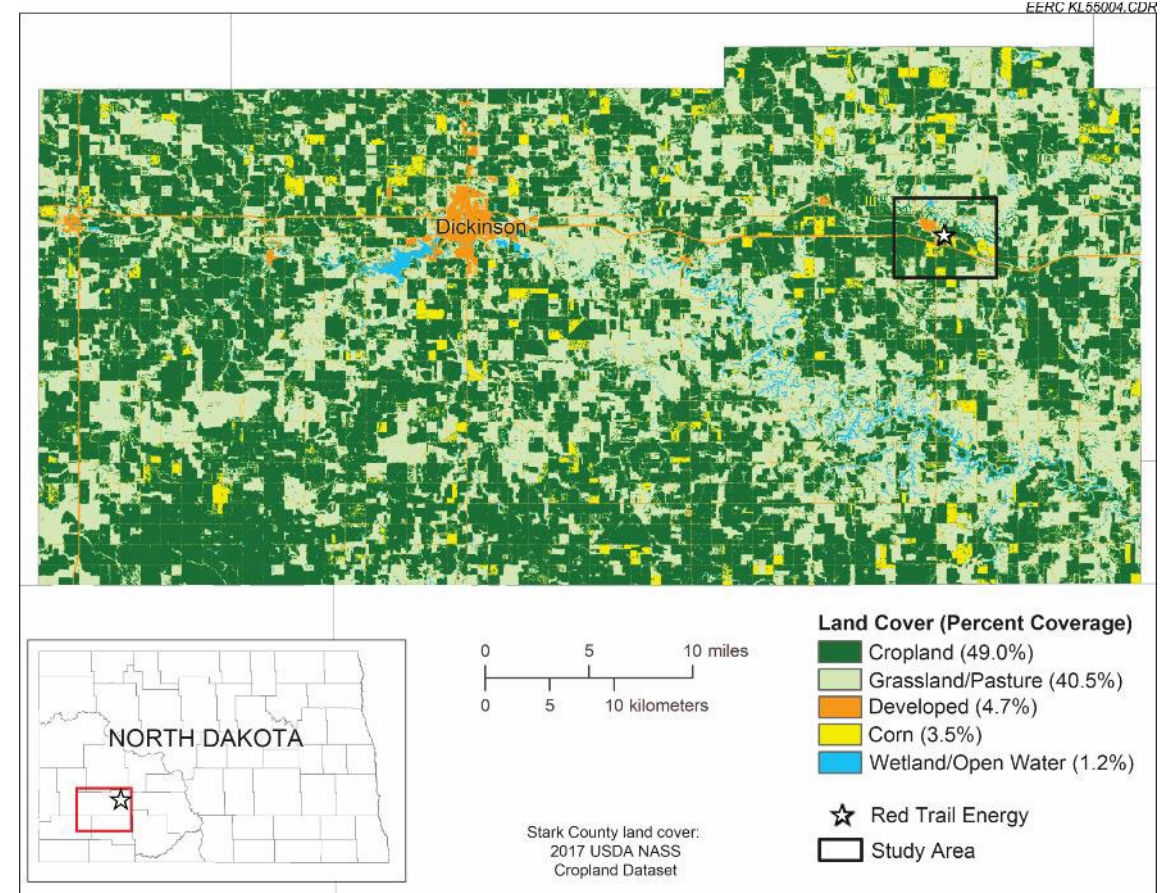 EERC KL55004.CDR
Dickinson
0 5 10 miles
0 5 10 kilometers
NORTH DAKOTA
Stark County land cover:
2017 USDA NASS
Cropland Dataset
Land Cover (Percent Coverage)
Cropland (49.0%)
Grassland/Pasture (40.5%)
Developed (4.7%)
Corn (3.5%)
Wetland/Open Water (1.2%)
Red Trail Energy
Study Area